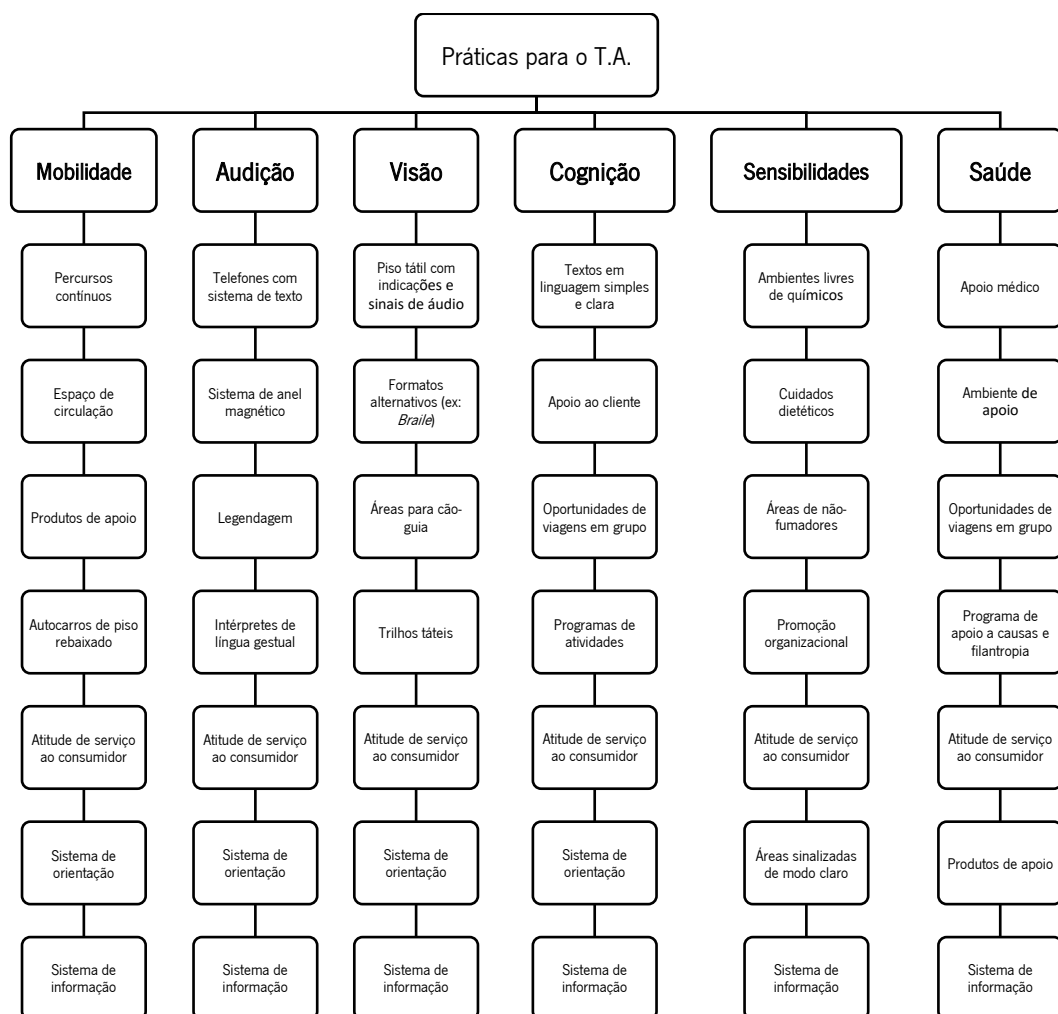 Práticas para o T.A.
Mobilidade
Audição
Visão
Cognição
Sensibilidades
Saúde
Percursos
contínuos
Telefones com
sistema de texto
Piso tátil com
indicações e
sinais de áudio
Textos em
linguagem simples
e clara
Ambientes livres
de químicos
Apoio médico
Espaço de
circulação
Sistema de anel
magnético
Formatos
alternativos (ex:
Braile)
Apoio ao cliente
Cuidados
dietéticos
Ambiente de
apoio
Produtos de apoio
Legendagem
Áreas para cão-
guia
Oportunidades de
viagens em grupo
Áreas de não-
fumadores
Oportunidades de
viagens em grupo
Autocarros de piso
rebaixado
Intérpretes de
língua gestual
Trilhos táteis
Programas de
atividades
Promoção
organizacional
Programa de
apoio a causas e
filantropia
Atitude de serviço
ao consumidor
Atitude de serviço
ao consumidor
Atitude de serviço
ao consumidor
Atitude de serviço
ao consumidor
Atitude de serviço
ao consumidor
Atitude de serviço
ao consumidor
Sistema de
orientação
Sistema de
orientação
Sistema de
orientação
Sistema de
orientação
Áreas sinalizadas
de modo claro
Produtos de apoio
Sistema de
informação
Sistema de
informação
Sistema de
informação
Sistema de
informação
Sistema de
informação
Sistema de
informação